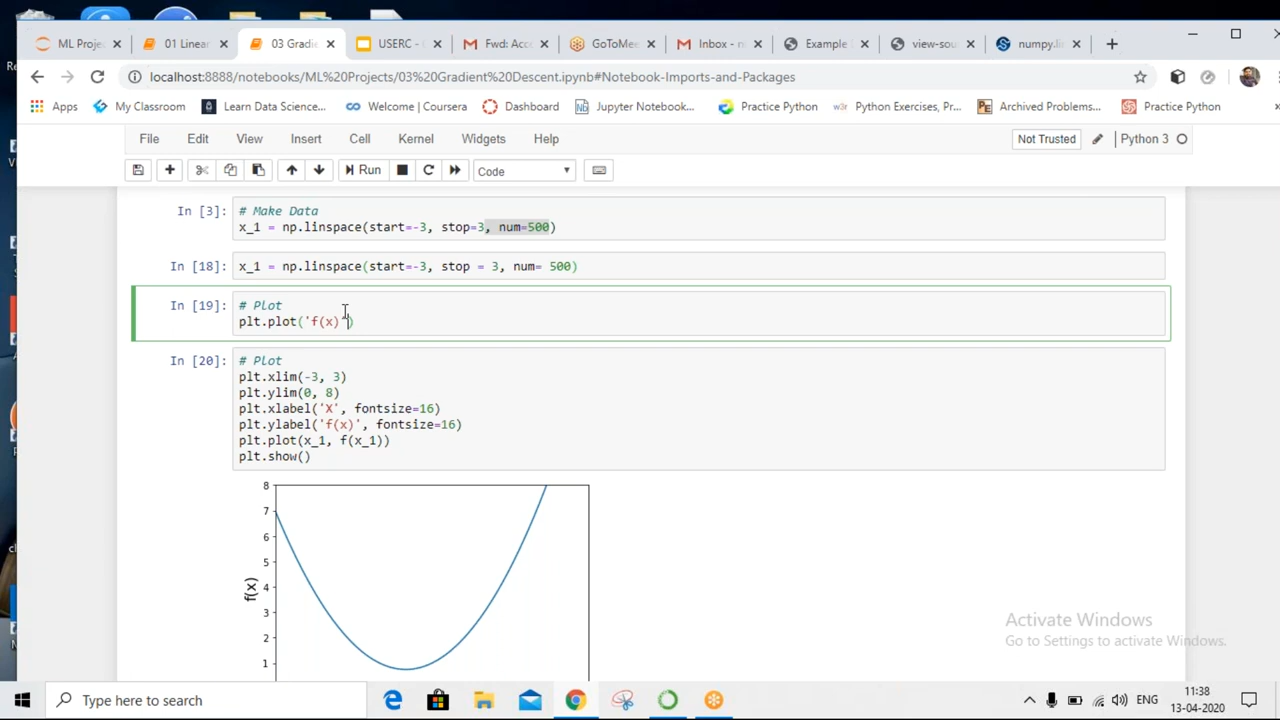 ML Proje
01 Linear
03 Gradie
USERC - G
Fwd: Acco
GoToMee
Inbox - n
Example
view-sou
numpy.lin
localhost:8888/notebooks/ML%20Projects/03%20Gradient%20Descent.ipynb#Notebook-Imports-and-Packages
Apps
My Classroom
Learn Data Science...
Welcome | Coursera
Dashboard
Jupyter Notebook...
Practice Python
Python Exercises, Pr...
Archived Problems...
Practice Python
File Edit View Insert Cell Kernel Widgets Help
Not Trusted
Python 3
Run
Code
In [3]:
# Make Data
x_1 = np.linspace(start=-3, stop=3, num=500)
In [18]:
x_1 = np.linspace(start=-3, stop = 3, num= 500)
In [19]:
# Plot
plt.plot('f(x)')
In [20]:
# Plot
plt.xlim(-3, 3)
plt.ylim(0, 8)
plt.xlabel('X', fontsize=16)
plt.ylabel('f(x)', fontsize=16)
plt.plot(x_1, f(x_1))
plt.show()
8
7
6
5
4
3
2
1
f(x)
Activate Windows
Go to Settings to activate Windows.
Type here to search
ENG
11:38
13-04-2020